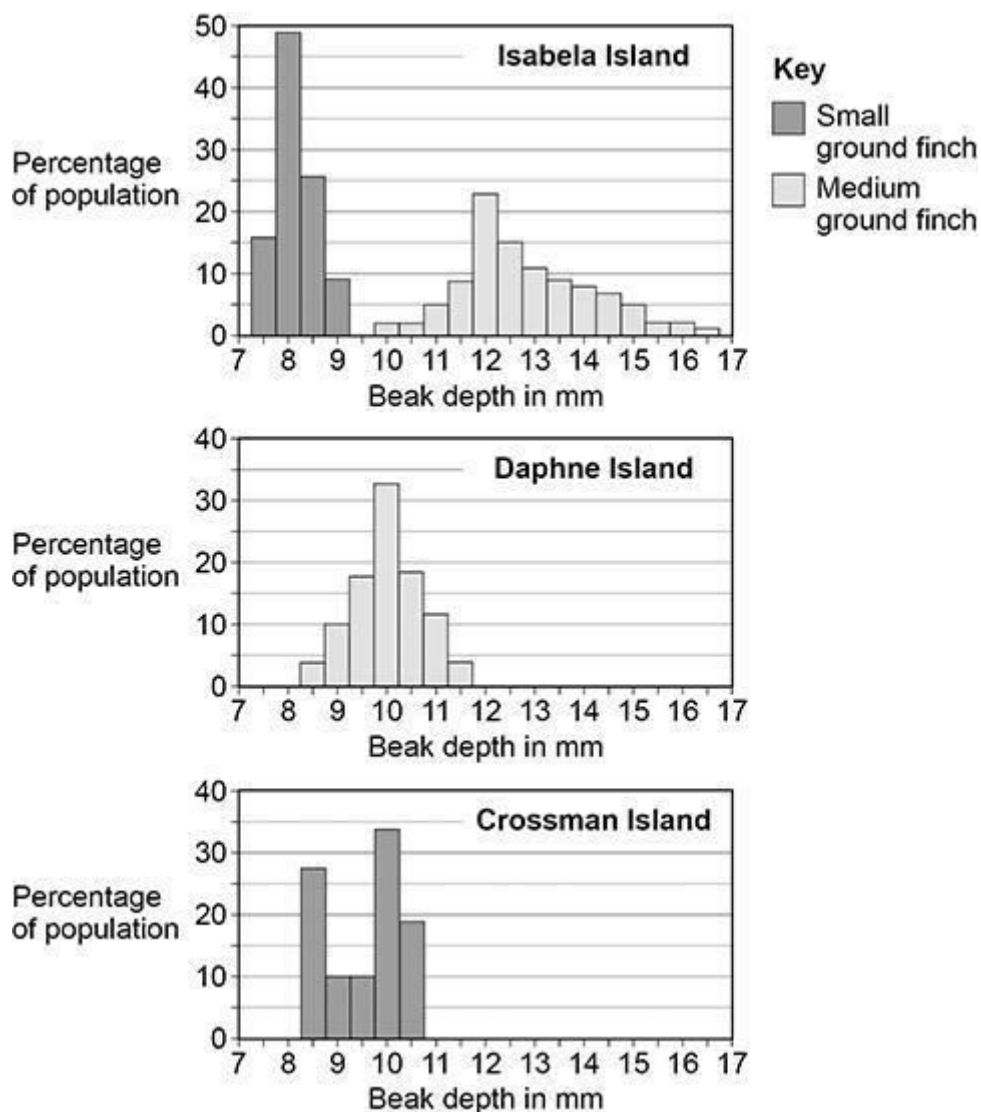 50
40
30
20
10
0
Percentage
of population
Isabela Island
7 8 9 10 11 12 13 14 15 16 17
Beak depth in mm
Key
Small
ground finch
Medium
ground finch
40
30
20
10
0
Percentage
of population
Daphne Island
7 8 9 10 11 12 13 14 15 16 17
Beak depth in mm
40
30
20
10
0
Percentage
of population
Crossman Island
7 8 9 10 11 12 13 14 15 16 17
Beak depth in mm